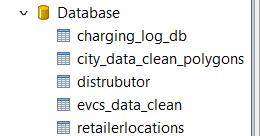 Database
charging_log_db
city_data_clean_polygons
distrubutor
evcs_data_clean
retailerlocations